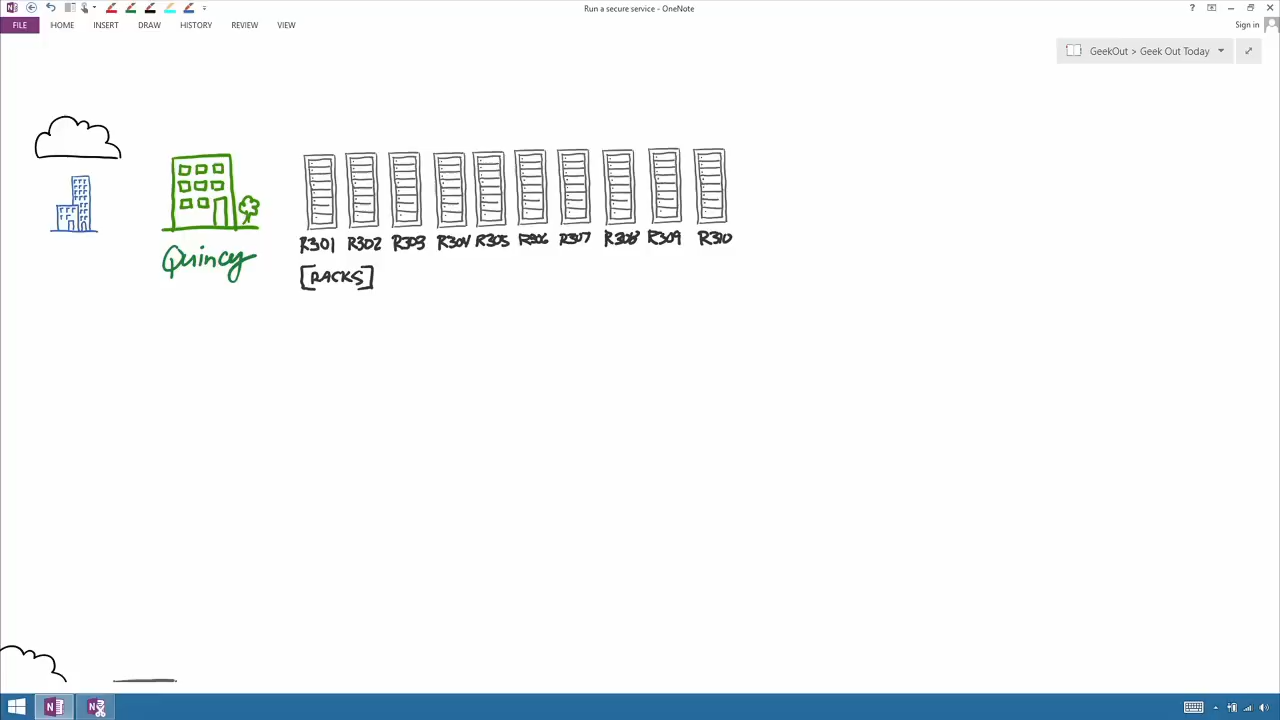 Run a secure service - OneNote
FILE HOME INSERT DRAW HISTORY REVIEW VIEW
Sign in
GeekOut > Geek Out Today
R301 R302 R303 R304 R305 R306 R307 R308 R309 R310
Quincy
[RACKS]